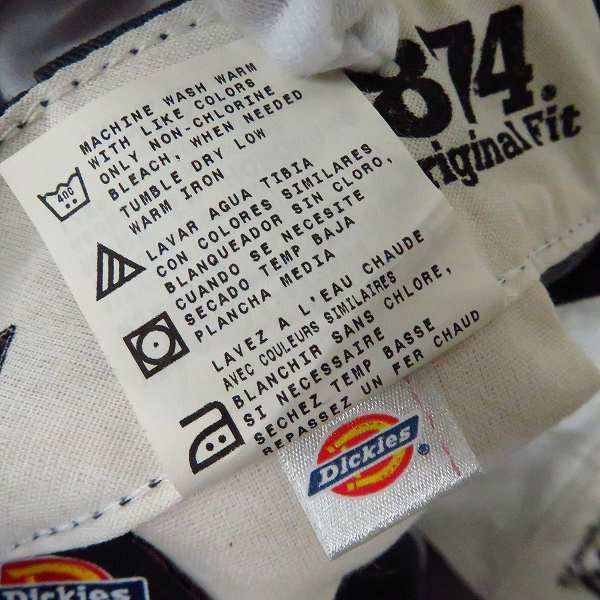 MACHINE WASH WARM
WITH LIKE COLORS
ONLY NON-CHLORINE
BLEACH, WHEN NEEDED
TUMBLE DRY LOW
WARM IRON
40C
LAVAR AGUA TIBIA
CON COLORES SIMILARES
BLANQUEADOR SIN CLORO,
CUANDO SE NECESITE
SECADO TEMP BAJA
PLANCHA MEDIA
LAVEZ A L'EAU CHAUDE
AVEC COULEURS SIMILAIRES
BLANCHIR SANS CHLORE,
SI NECESSAIRE
SECHEZ TEMP BASSE
REPASSEZ UN FER CHAUD
874®
Original Fit
Dickies